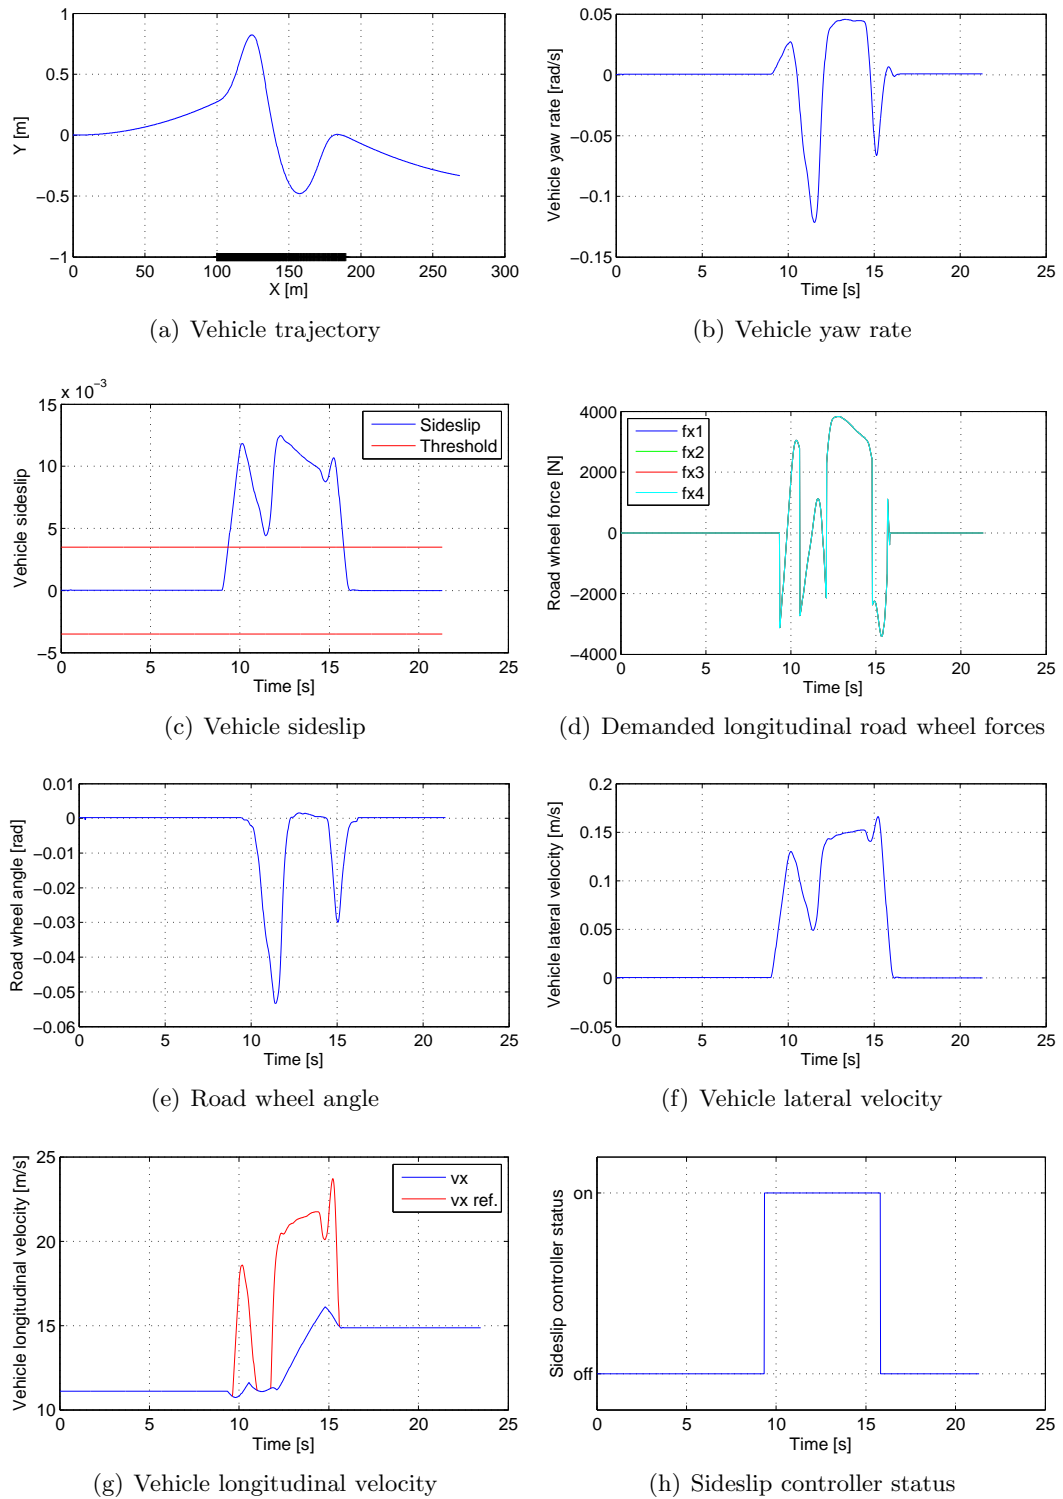 1
0.5
0
−0.5
−1
Y [m]
0 50 100 150 200 250 300
X [m]
(a) Vehicle trajectory
0.05
0
−0.05
−0.1
−0.15
Vehicle yaw rate [rad/s]
0 5 10 15 20 25
Time [s]
(b) Vehicle yaw rate
x 10−3
15
10
5
0
−5
Vehicle sideslip
Sideslip
Threshold
0 5 10 15 20 25
Time [s]
(c) Vehicle sideslip
4000
2000
0
−2000
−4000
Road wheel force [N]
fx1
fx2
fx3
fx4
0 5 10 15 20 25
Time [s]
(d) Demanded longitudinal road wheel forces
0.01
0
−0.01
−0.02
−0.03
−0.04
−0.05
−0.06
Road wheel angle [rad]
0 5 10 15 20 25
Time [s]
(e) Road wheel angle
0.2
0.15
0.1
0.05
0
−0.05
Vehicle lateral velocity [m/s]
0 5 10 15 20 25
Time [s]
(f) Vehicle lateral velocity
25
20
15
10
Vehicle longitudinal velocity [m/s]
vx
vx ref.
0 5 10 15 20 25
Time [s]
(g) Vehicle longitudinal velocity
on
off
Sideslip controller status
0 5 10 15 20 25
Time [s]
(h) Sideslip controller status